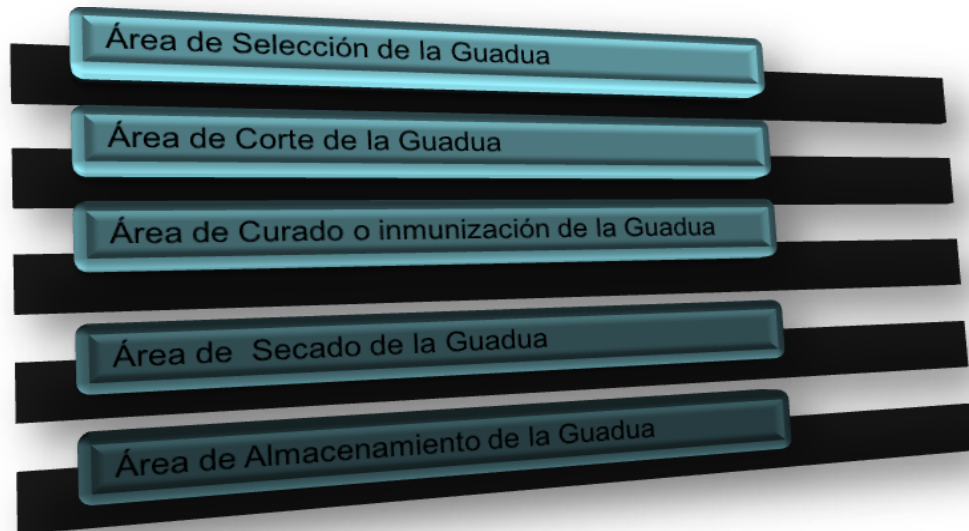 Área de Selección de la Guadua
Área de Corte de la Guadua
Área de Curado o inmunización de la Guadua
Área de  Secado de la Guadua
Área de Almacenamiento de la Guadua